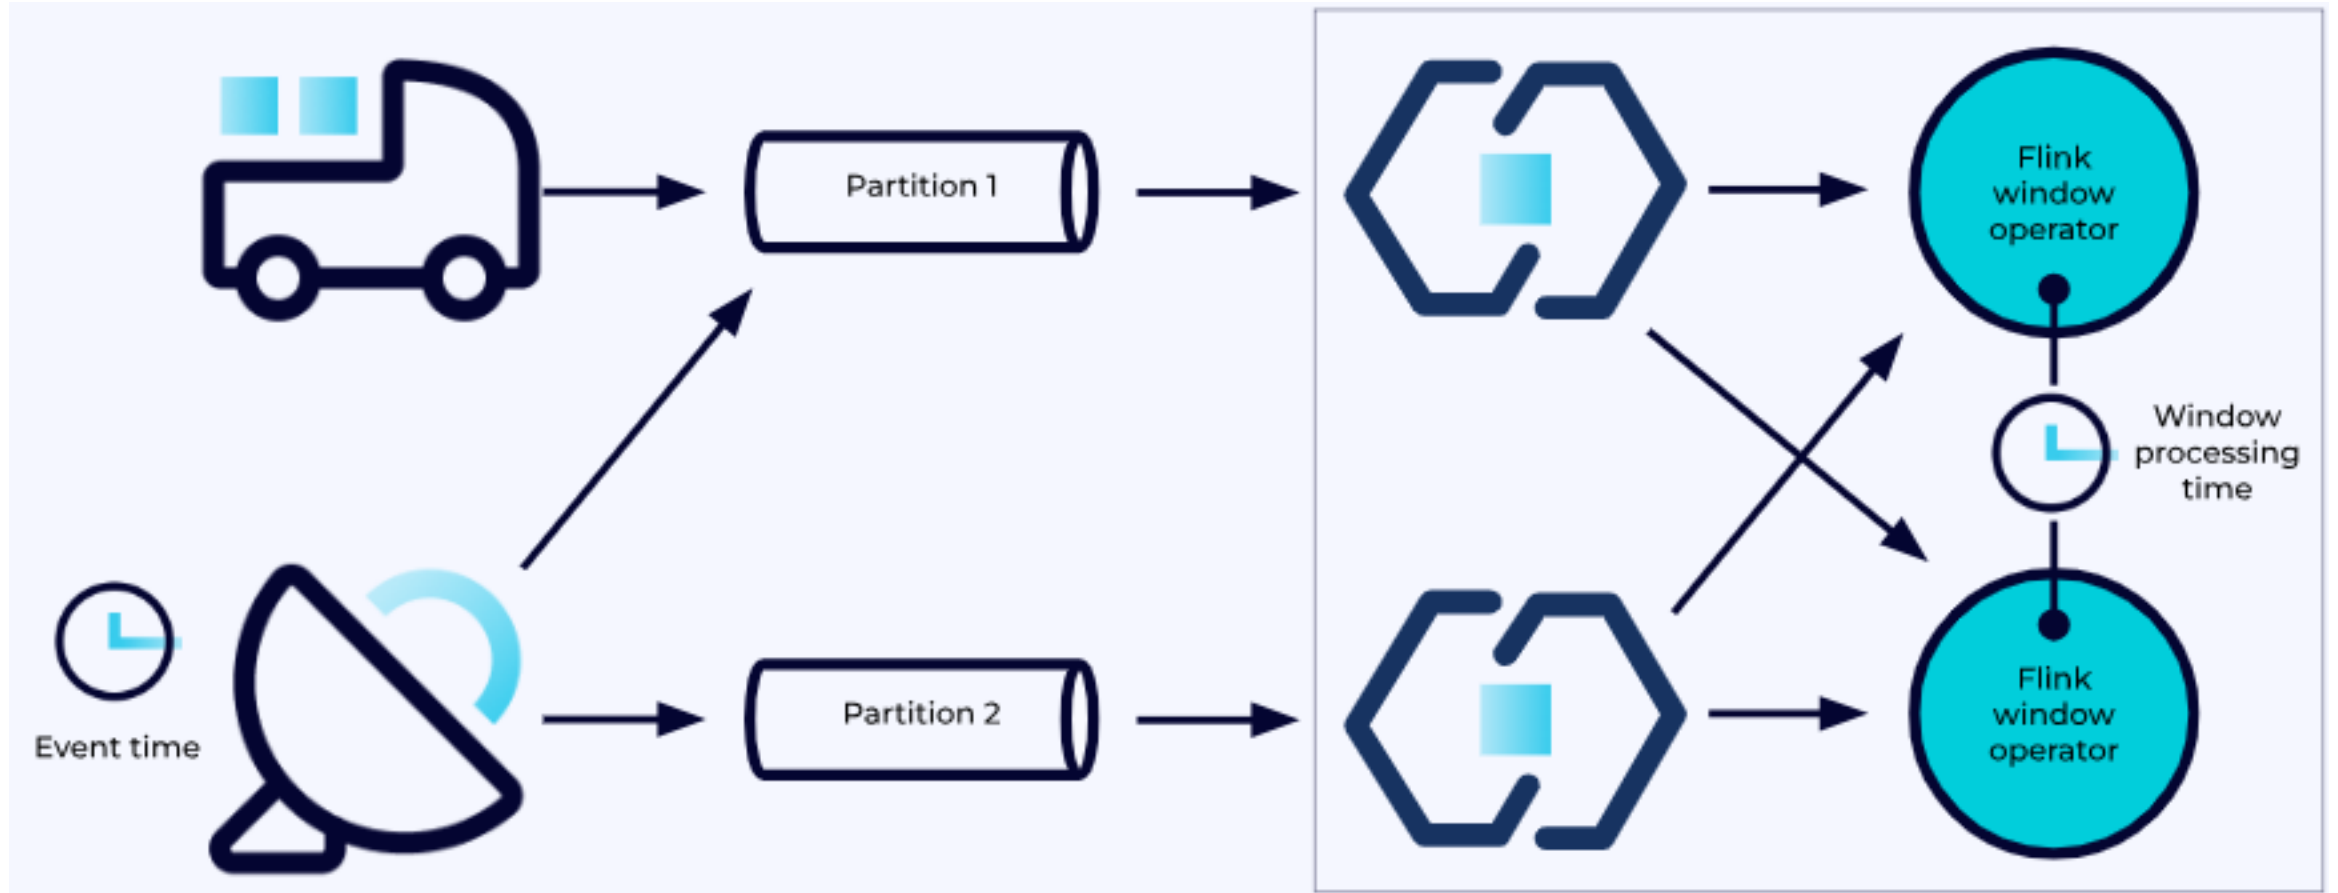 Partition 1
Flink
window
operator
Window
processing
time
Event time
Partition 2
Flink
window
operator